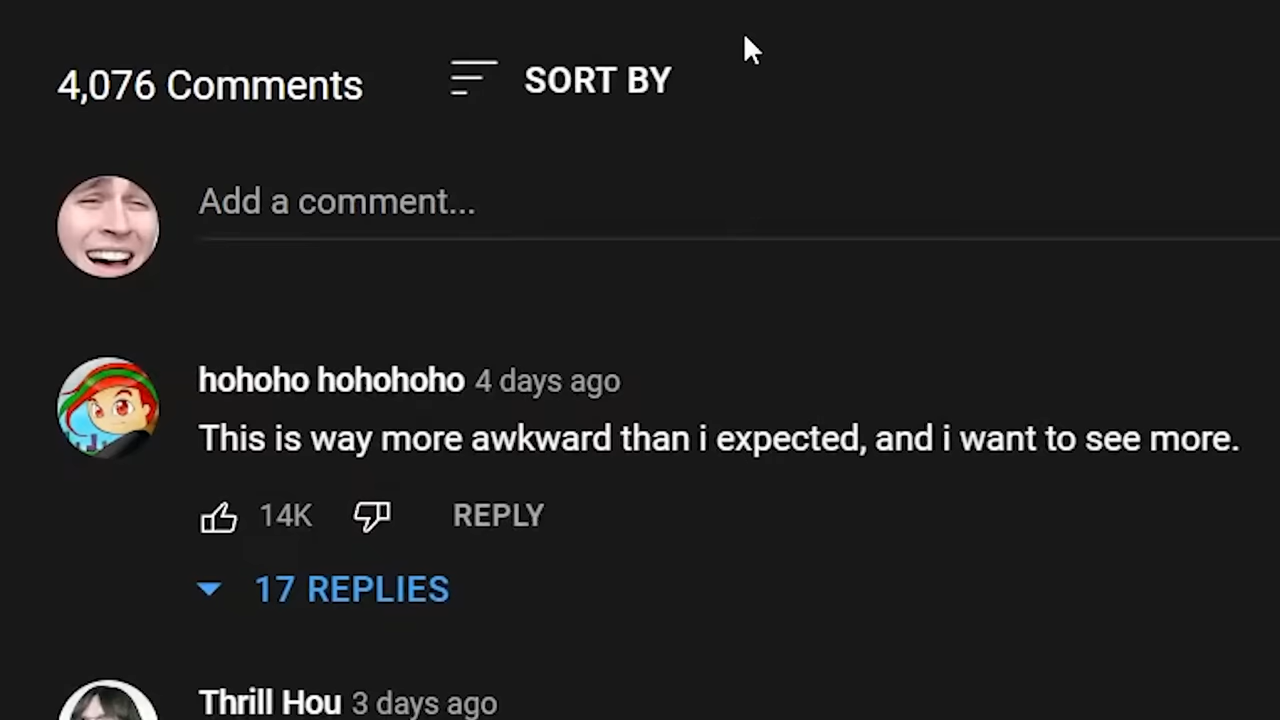 4,076 Comments SORT BY
Add a comment...
hohoho hohohoho 4 days ago
This is way more awkward than i expected, and i want to see more.
14K REPLY
17 REPLIES
Thrill Hou 3 days ago